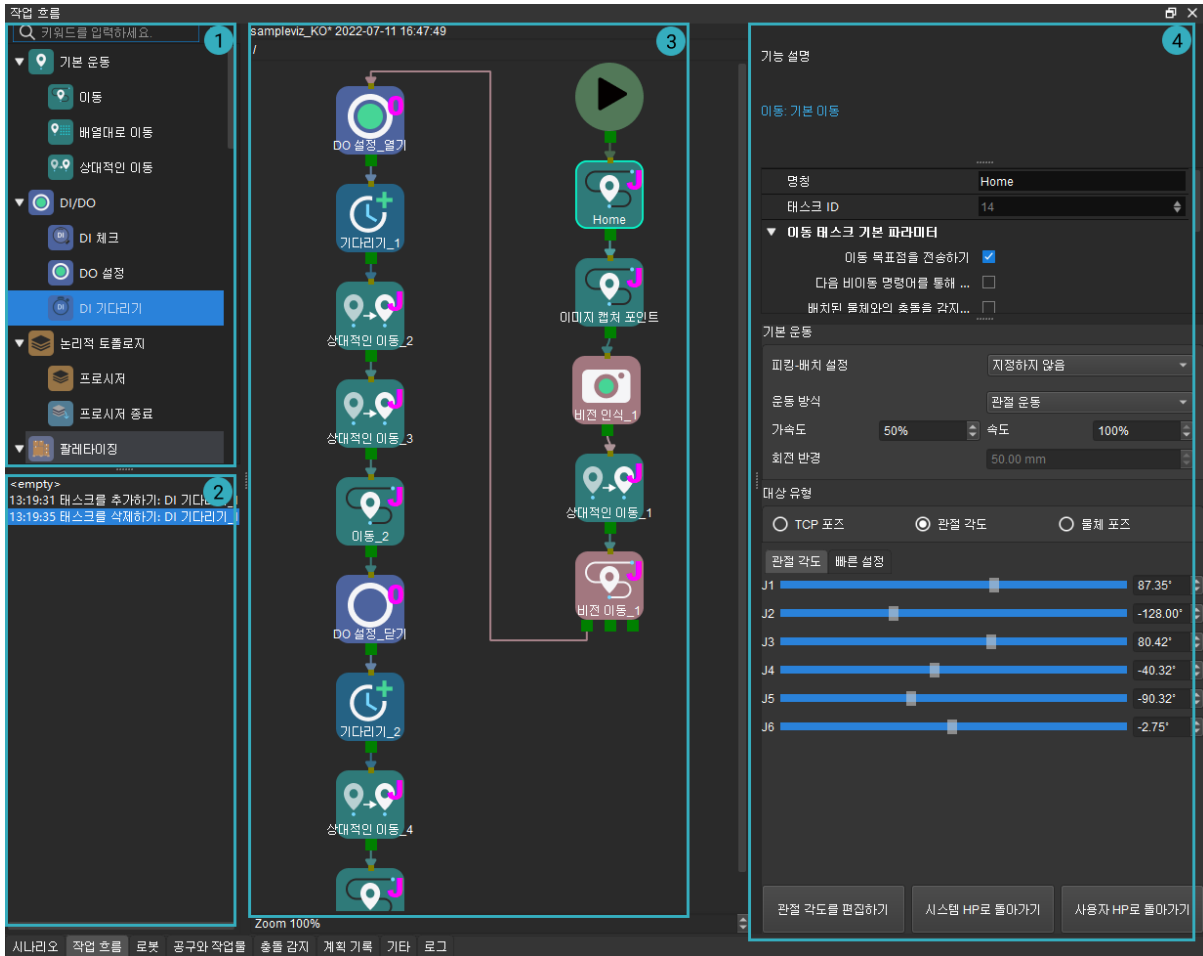 작업 흐름
키워드를 입력하세요.
1
기본 운동
이동
배열대로 이동
상대적인 이동
DI/DO
DI
DI 체크
DO 설정
DI
DI 기다리기
논리적 토폴로지
프로시저
프로시저 종료
팔레타이징
2
<empty>
13:19:31 태스크를 추가하기: DI 기다리기_1
13:19:35 태스크를 삭제하기: DI 기다리기_1
sampleviz_KO* 2022-07-11 16:47:49
/
3
O
DO 설정_열기
기다리기_1
J
상대적인 이동_2
J
상대적인 이동_3
J
이동_2
O
DO 설정_닫기
기다리기_2
J
상대적인 이동_4
J
J
Home
J
이미지 캡처 포인트
비전 인식_1
J
상대적인 이동_1
J
비전 이동_1
Zoom 100%
4
기능 설명
이동: 기본 이동
명칭 Home
태스크 ID 14
이동 태스크 기본 파라미터
이동 목표점을 전송하기
다음 비이동 명령어를 통해 ...
배치된 물체와의 충돌을 감지...
기본 운동
피킹-배치 설정 지정하지 않음
운동 방식 관절 운동
가속도 50% 속도 100%
회전 반경 50.00 mm
대상 유형
TCP 포즈 관절 각도 물체 포즈
관절 각도 빠른 설정
J1 87.35°
J2 -128.00°
J3 80.42°
J4 -40.32°
J5 -90.32°
J6 -2.75°
관절 각도를 편집하기 시스템 HP로 돌아가기 사용자 HP로 돌아가기
시나리오 작업 흐름 로봇 공구와 작업물 충돌 감지 계획 기록 기타 로그